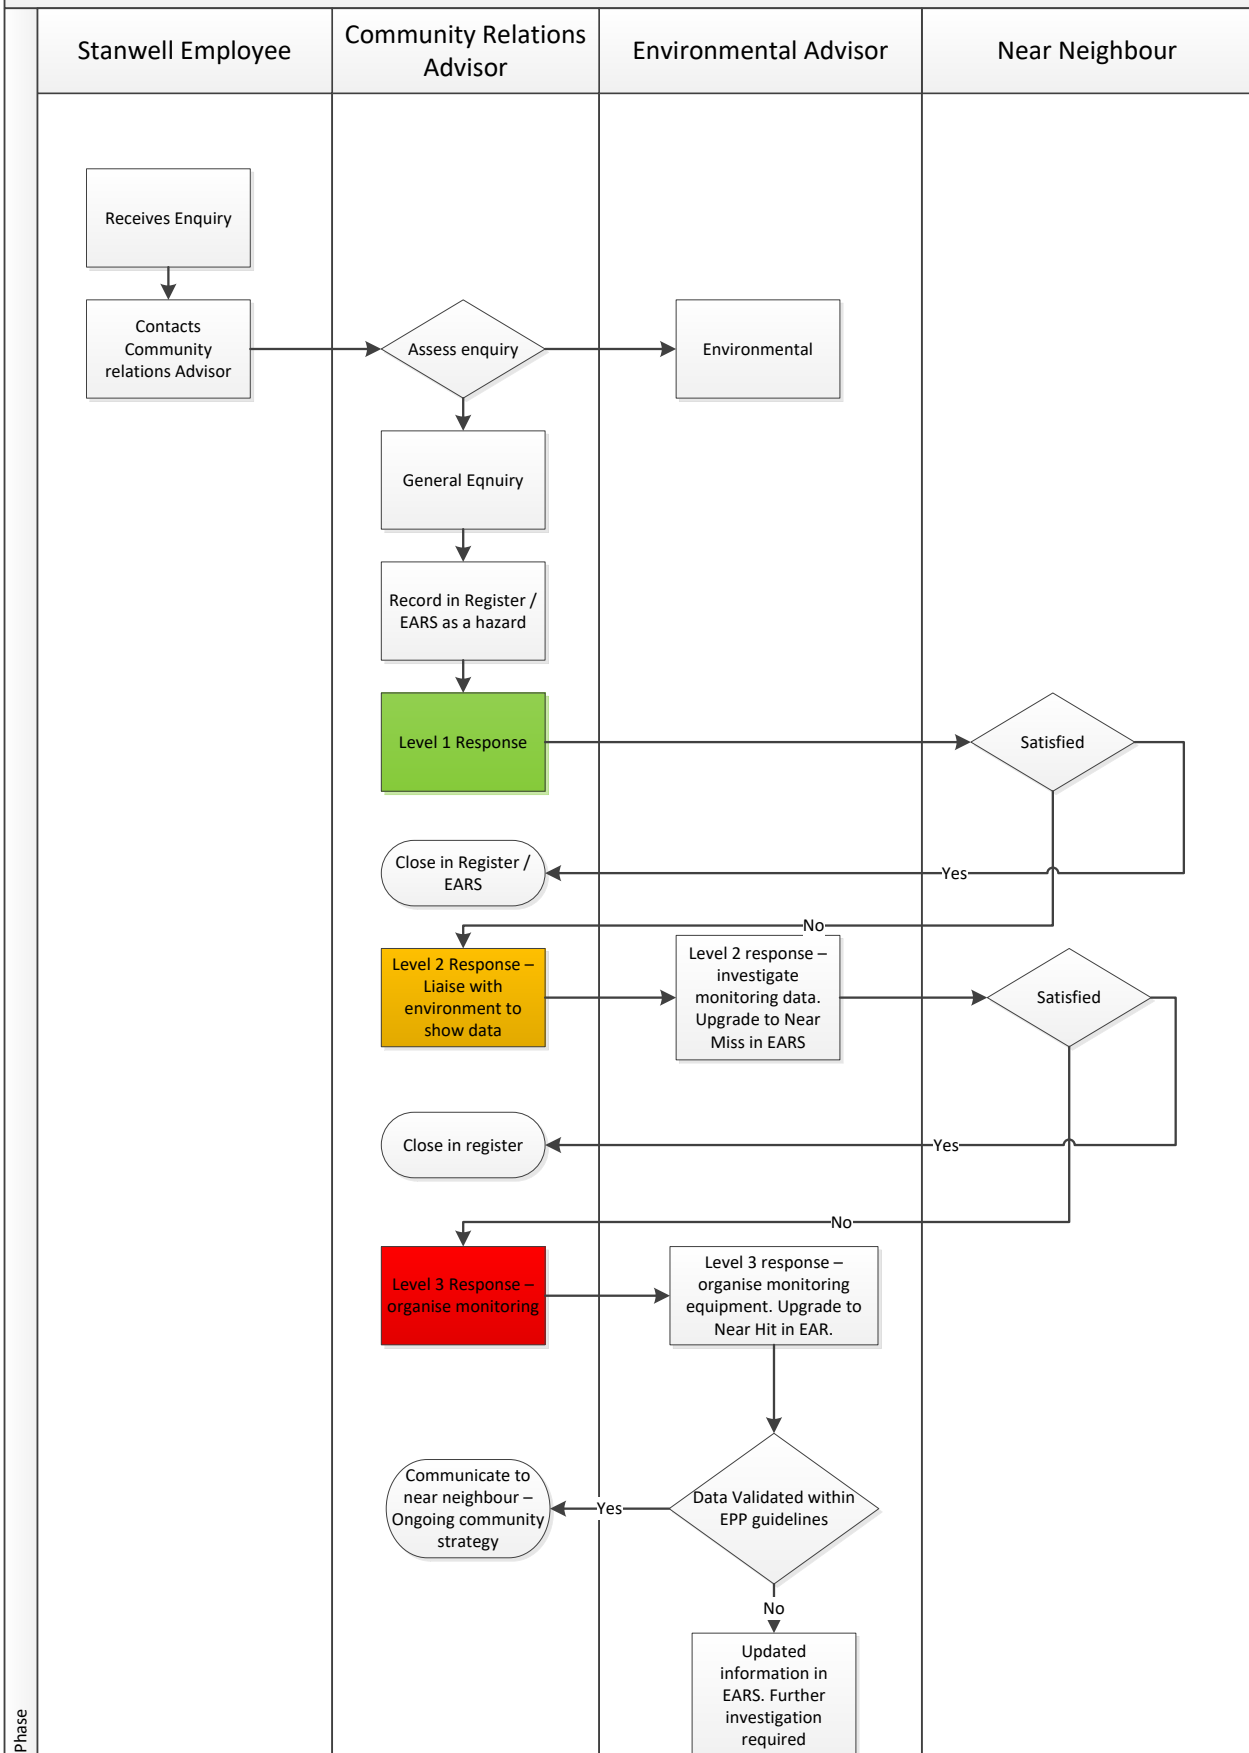 Stanwell Employee
Community Relations
Advisor
Environmental Advisor
Near Neighbour
Receives Enquiry
Contacts
Community
relations Advisor
Assess enquiry
Environmental
General Eqnuiry
Record in Register /
EARS as a hazard
Level 1 Response
Satisfied
Close in Register /
EARS
Yes
No
Level 2 Response –
Liaise with
environment to
show data
Level 2 response –
investigate
monitoring data.
Upgrade to Near
Miss in EARS
Satisfied
Close in register
Yes
No
Level 3 Response –
organise monitoring
Level 3 response –
organise monitoring
equipment. Upgrade to
Near Hit in EAR.
Communicate to
near neighbour –
Ongoing community
strategy
Yes
Data Validated within
EPP guidelines
No
Updated
information in
EARS. Further
investigation
required
Phase